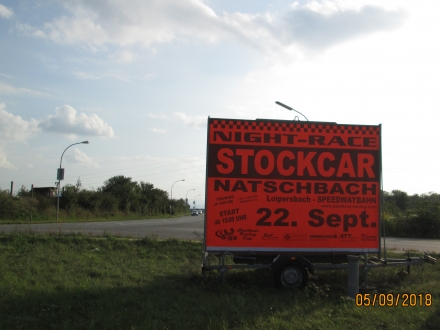 NIGHT-RACE
STOCKCAR
NATSCHBACH
Loipersbach - SPEEDWAYBAHN
START
22. Sept.
05/09/2018